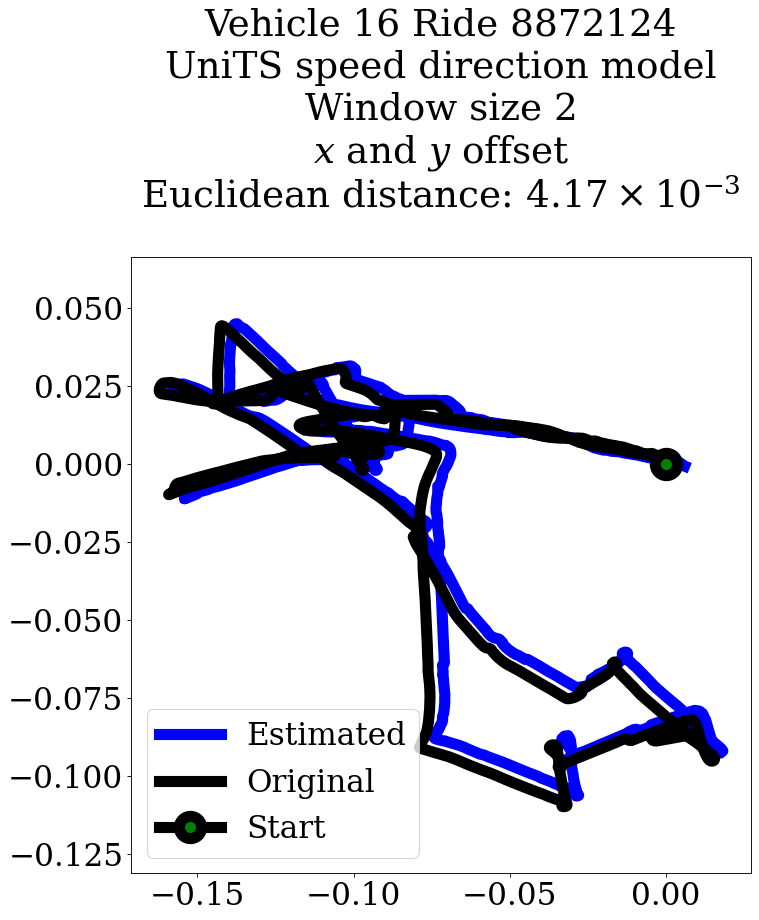 Vehicle 16 Ride 8872124
UniTS speed direction model
Window size 2
x and y offset
Euclidean distance: 4.17 × 10⁻³
0.050
0.025
0.000
−0.025
−0.050
−0.075
−0.100
−0.125
Estimated
Original
Start
−0.15 −0.10 −0.05 0.00